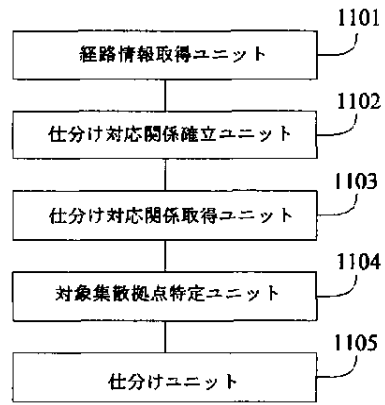 1101
経路情報取得ユニット
1102
仕分け対応関係確立ユニット
1103
仕分け対応関係取得ユニット
1104
対象集散拠点特定ユニット
1105
仕分けユニット